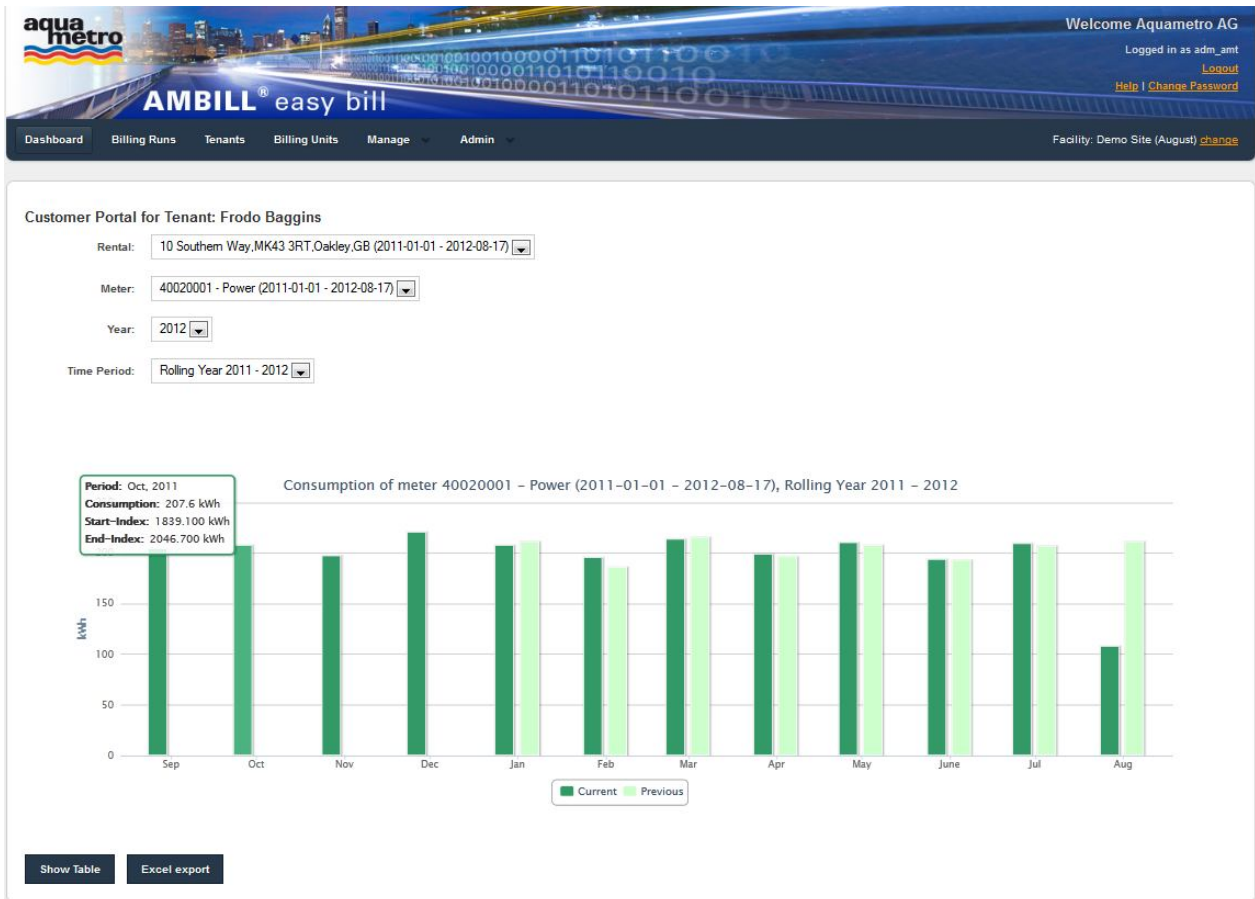 aqua
metro
Welcome Aquametro AG
Logged in as adm_amt
Logout
Help | Change Password
AMBILL® easy bill
Dashboard Billing Runs Tenants Billing Units Manage Admin Facility: Demo Site (August) change
Customer Portal for Tenant: Frodo Baggins
Rental: 10 Southern Way,MK43 3RT,Oakley,GB (2011-01-01 - 2012-08-17)
Meter: 40020001 - Power (2011-01-01 - 2012-08-17)
Year: 2012
Time Period: Rolling Year 2011 - 2012
Consumption of meter 40020001 - Power (2011-01-01 - 2012-08-17), Rolling Year 2011 - 2012
Period: Oct, 2011
Consumption: 207.6 kWh
Start-Index: 1839.100 kWh
End-Index: 2046.700 kWh
150
100
50
0
kWh
Sep Oct Nov Dec Jan Feb Mar Apr May June Jul Aug
Current Previous
Show Table Excel export